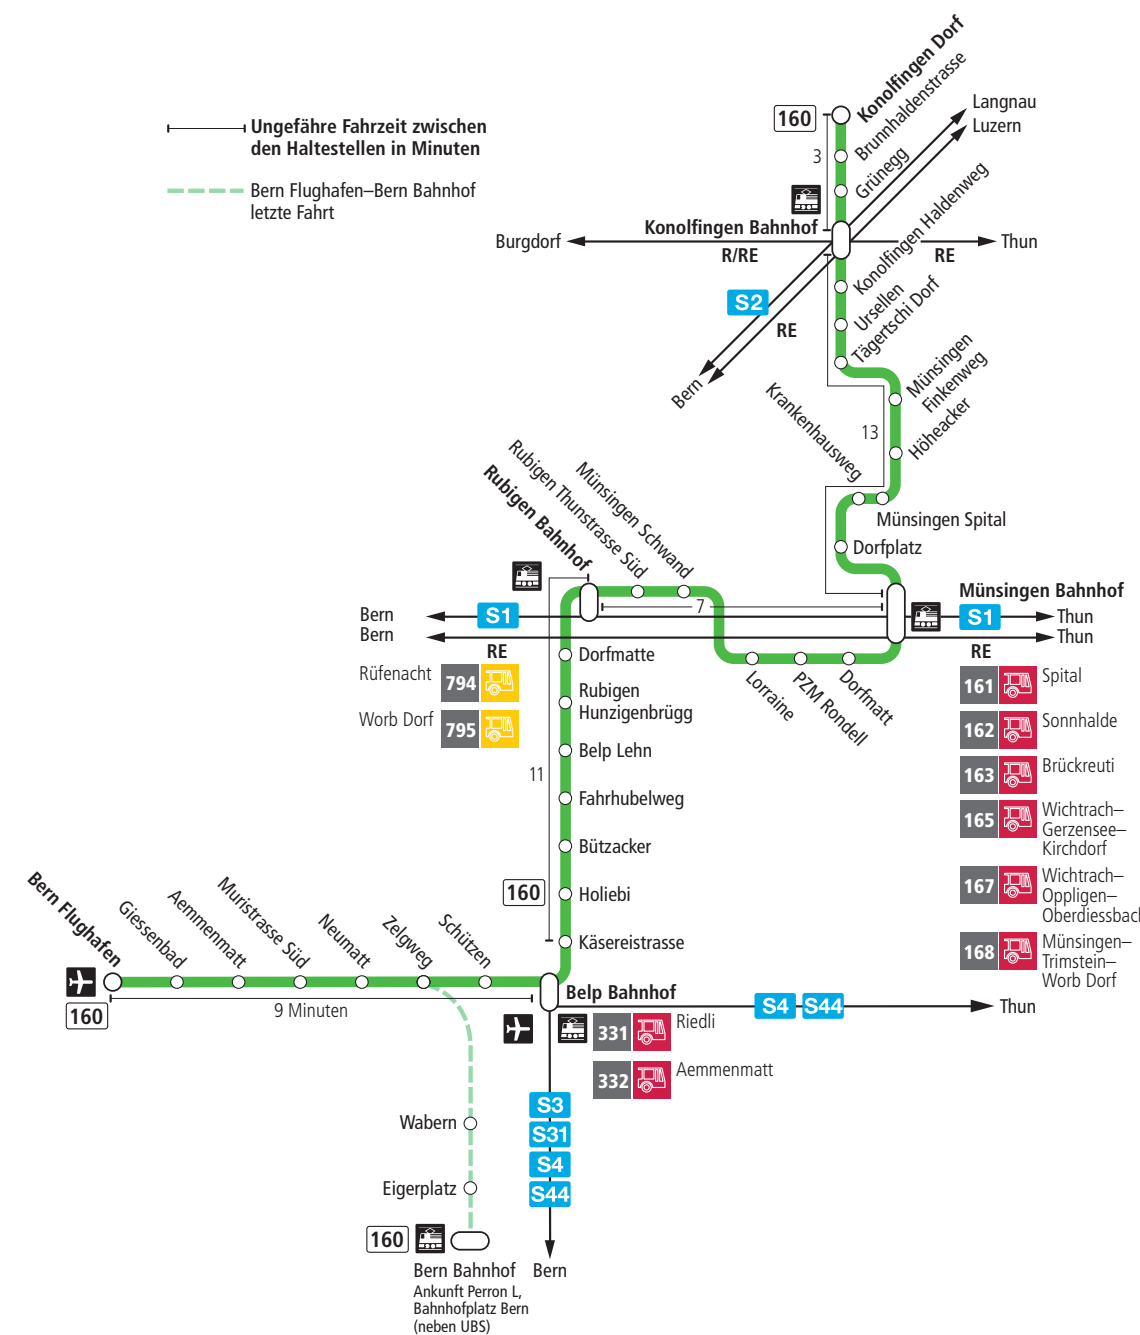 Ungefähre Fahrzeit zwischen
den Haltestellen in Minuten
Bern Flughafen–Bern Bahnhof
letzte Fahrt
160
Konolfingen Dorf
Brunnhaldenstrasse
Grünegg
3
Langnau
Luzern
Konolfingen Bahnhof
Burgdorf
R/RE
RE
Thun
Konolfingen Haldenweg
Ursellen
Tägertschi Dorf
S2
RE
Bern
Münsingen
Finkenweg
Höheacker
13
Krankenhausweg
Münsingen Spital
Dorfplatz
Rubigen Bahnhof
Rubigen Thunstrasse Süd
Münsingen Schwand
7
Münsingen Bahnhof
Bern
S1
S1
Thun
Bern
Thun
RE
RE
Rüfenacht
794
Worb Dorf
795
Lorraine
PZM Rondell
Dorfmatt
161
Spital
162
Sonnhalde
163
Brückreuti
165
Wichtrach–
Gerzensee–
Kirchdorf
167
Wichtrach–
Oppligen–
Oberdiessbach
168
Münsingen–
Trimstein–
Worb Dorf
Dorfmatte
Rubigen
Hunzigenbrügg
Belp Lehn
11
Fahrhubelweg
Bützacker
160
Holiebi
Käsereistrasse
Bern Flughafen
Giessenbad
Aemmenmatt
Muristrasse Süd
Neumatt
Zelgweg
Schützen
160
9 Minuten
Belp Bahnhof
S4
S44
Thun
331
Riedli
332
Aemmenmatt
S3
S31
S4
S44
Wabern
Eigerplatz
160
Bern Bahnhof
Bern
Ankunft Perron L,
Bahnhofplatz Bern
(neben UBS)